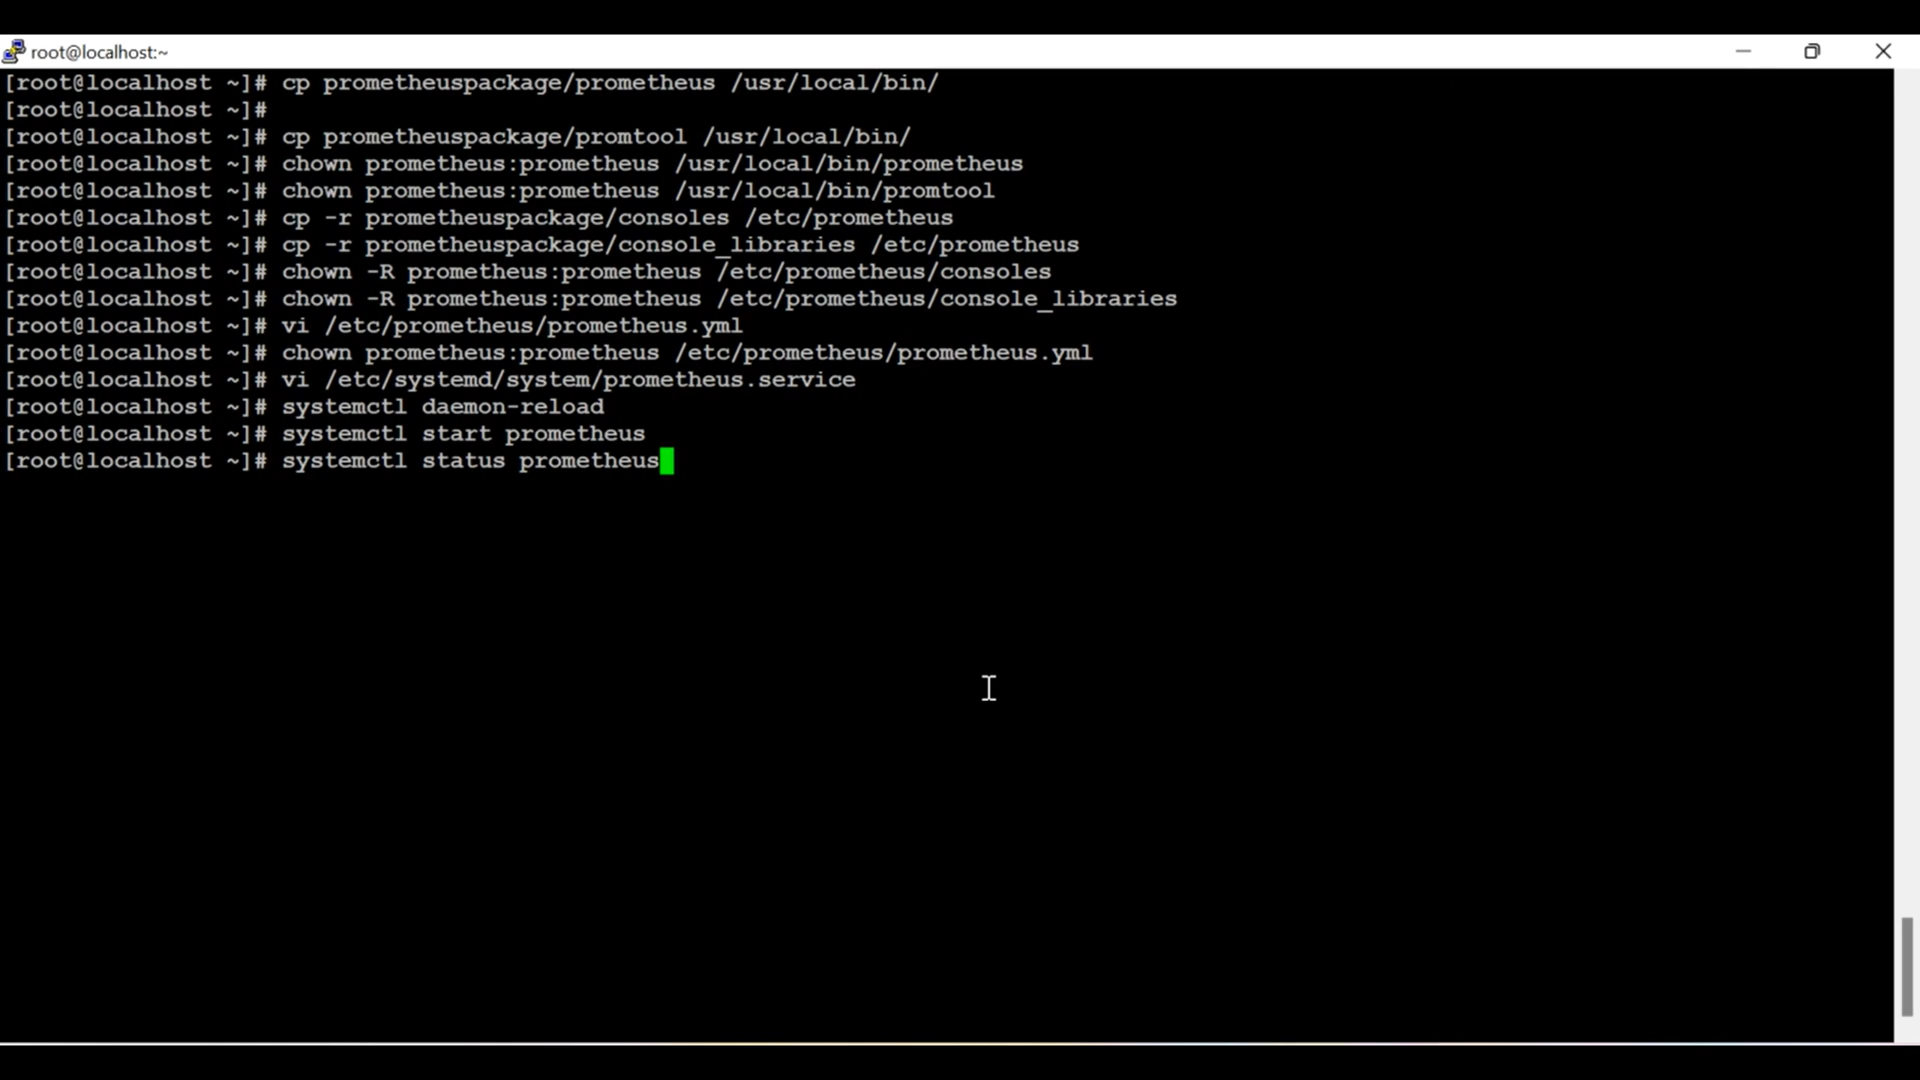 root@localhost:~
[root@localhost ~]# cp prometheuspackage/prometheus /usr/local/bin/
[root@localhost ~]#
[root@localhost ~]# cp prometheuspackage/promtool /usr/local/bin/
[root@localhost ~]# chown prometheus:prometheus /usr/local/bin/prometheus
[root@localhost ~]# chown prometheus:prometheus /usr/local/bin/promtool
[root@localhost ~]# cp -r prometheuspackage/consoles /etc/prometheus
[root@localhost ~]# cp -r prometheuspackage/console_libraries /etc/prometheus
[root@localhost ~]# chown -R prometheus:prometheus /etc/prometheus/consoles
[root@localhost ~]# chown -R prometheus:prometheus /etc/prometheus/console_libraries
[root@localhost ~]# vi /etc/prometheus/prometheus.yml
[root@localhost ~]# chown prometheus:prometheus /etc/prometheus/prometheus.yml
[root@localhost ~]# vi /etc/systemd/system/prometheus.service
[root@localhost ~]# systemctl daemon-reload
[root@localhost ~]# systemctl start prometheus
[root@localhost ~]# systemctl status prometheus